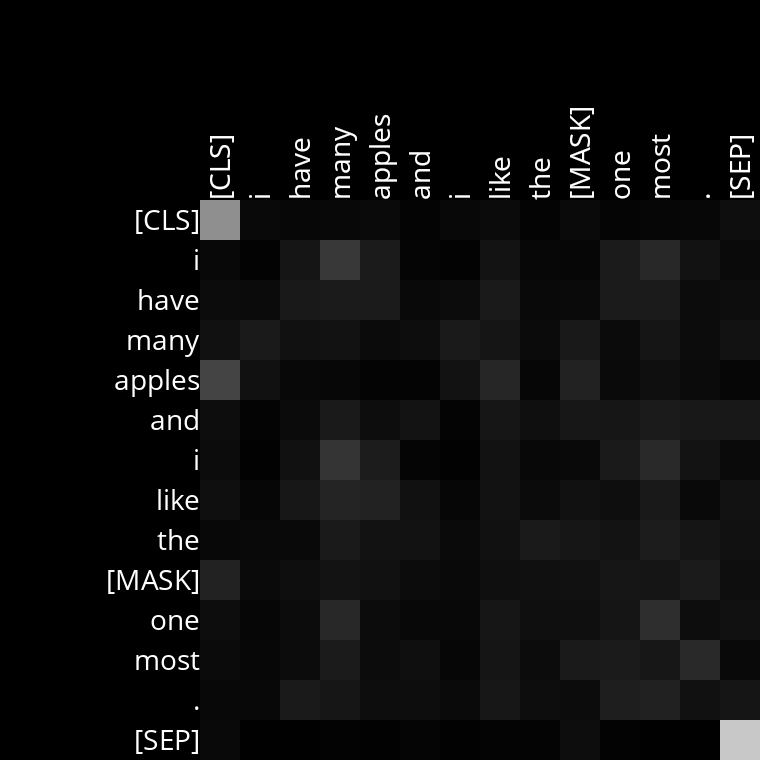 [CLS] i have many apples and i like the [MASK] one most . [SEP]
[CLS]
i
have
many
apples
and
i
like
the
[MASK]
one
most
.
[SEP]